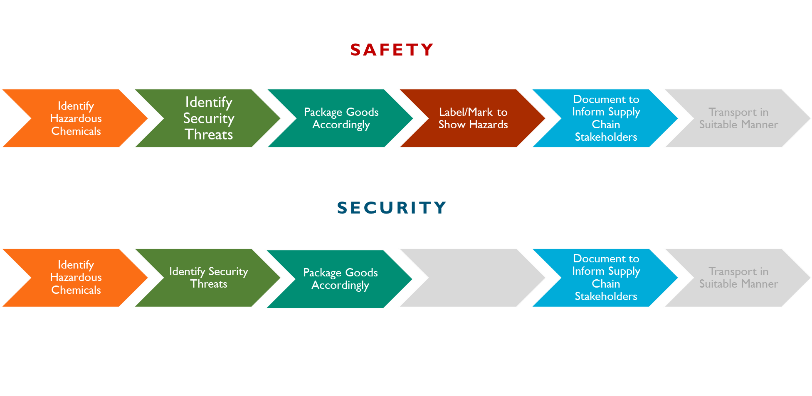 SAFETY
Identify
Hazardous
Chemicals
Identify
Security
Threats
Package Goods
Accordingly
Label/Mark to
Show Hazards
Document to
Inform Supply
Chain
Stakeholders
Transport in
Suitable Manner
SECURITY
Identify
Hazardous
Chemicals
Identify Security
Threats
Package Goods
Accordingly
Document to
Inform Supply
Chain
Stakeholders
Transport in
Suitable Manner